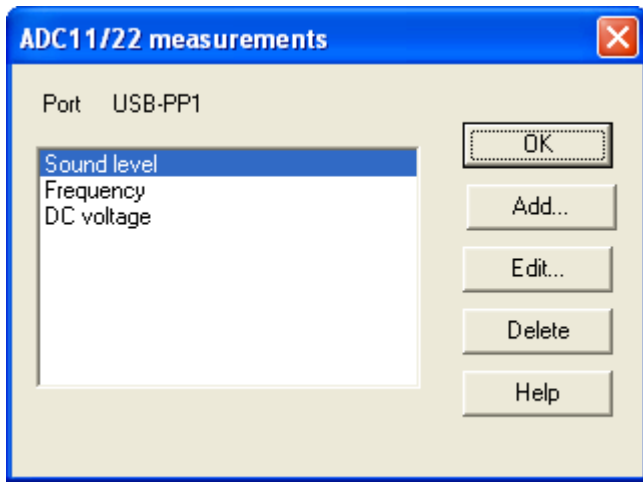 ADC11/22 measurements
Port USB-PP1
Sound level
Frequency
DC voltage
OK
Add...
Edit...
Delete
Help